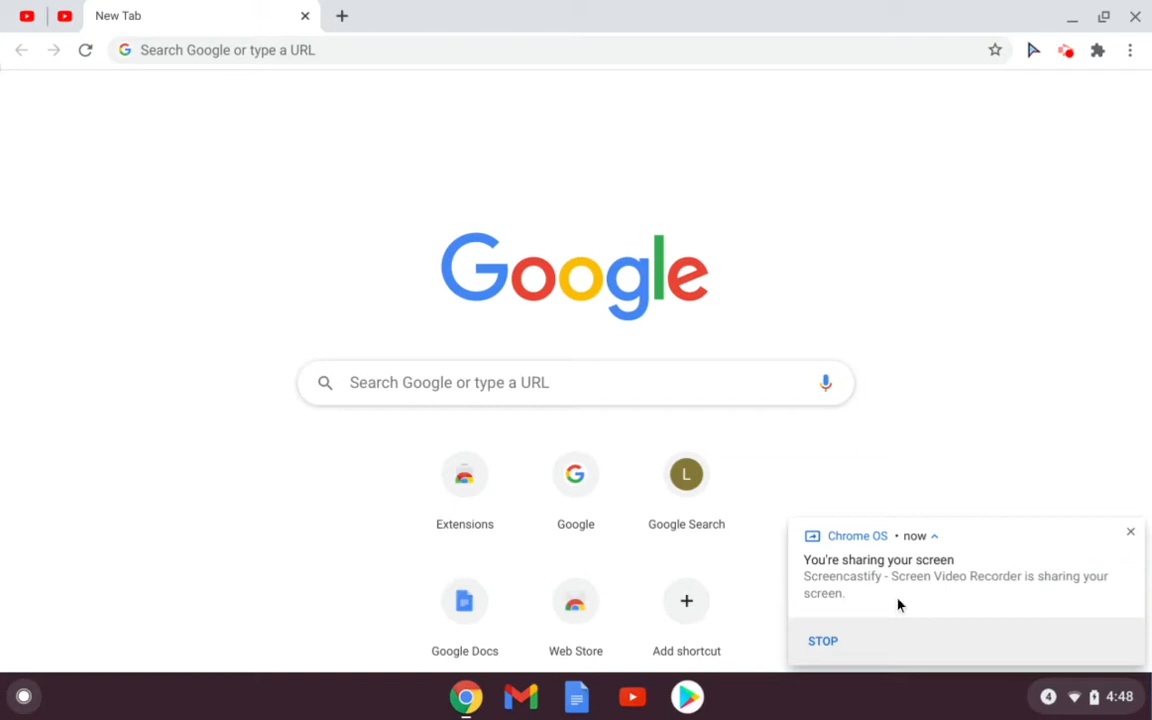 New Tab
Search Google or type a URL
Google
Search Google or type a URL
L
Extensions
Google
Google Search
Google Docs
Web Store
Add shortcut
Chrome OS • now
You're sharing your screen
Screencastify - Screen Video Recorder is sharing your
screen.
STOP
4
4:48